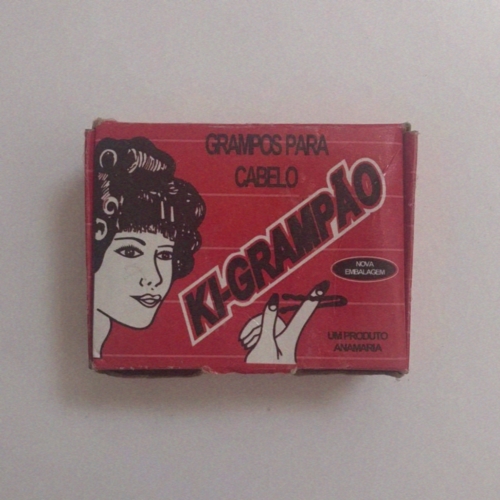 GRAMPOS PARA
CABELO
KI-GRAMPÃO
NOVA
EMBALAGEM
UM PRODUTO
ANAMARIA